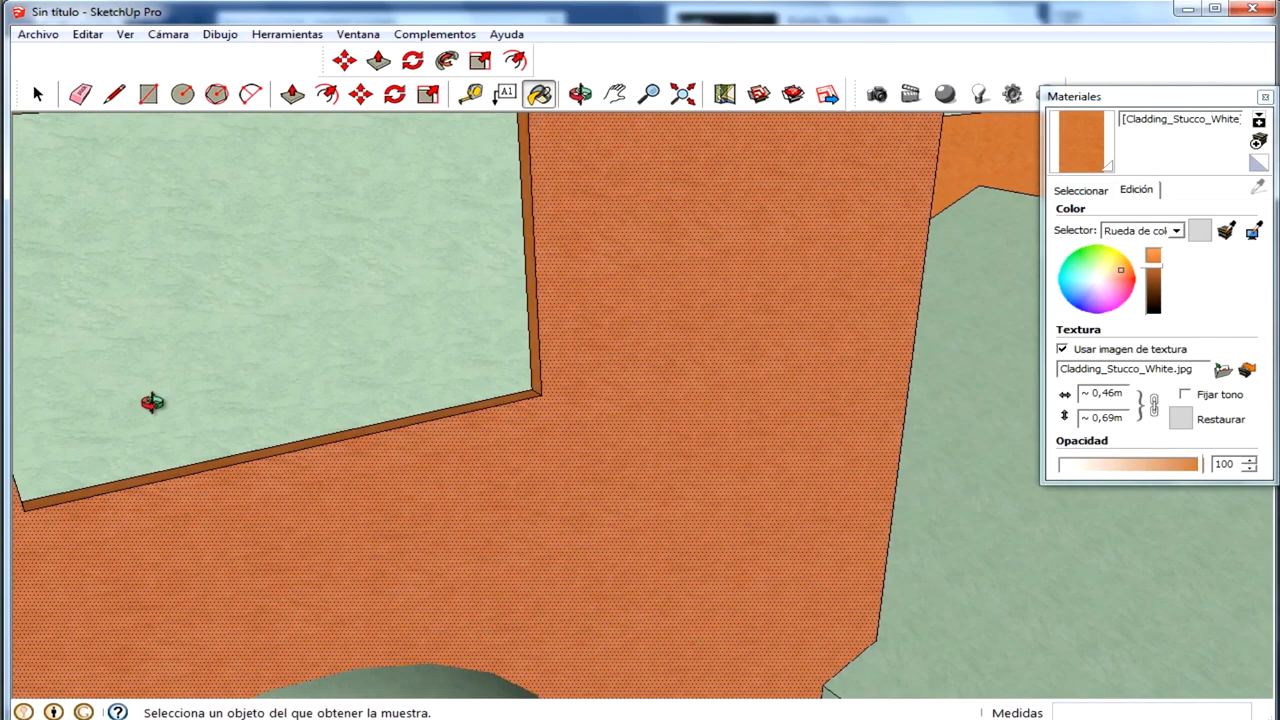 Sin título - SketchUp Pro
Archivo Editar Ver Cámara Dibujo Herramientas Ventana Complementos Ayuda
A1
Materiales
[Cladding_Stucco_White]
Seleccionar Edición
Color
Selector: Rueda de col
Textura
Usar imagen de textura
Cladding_Stucco_White.jpg
~ 0,46m Fijar tono
~ 0,69m Restaurar
Opacidad
100
Selecciona un objeto del que obtener la muestra.
Medidas